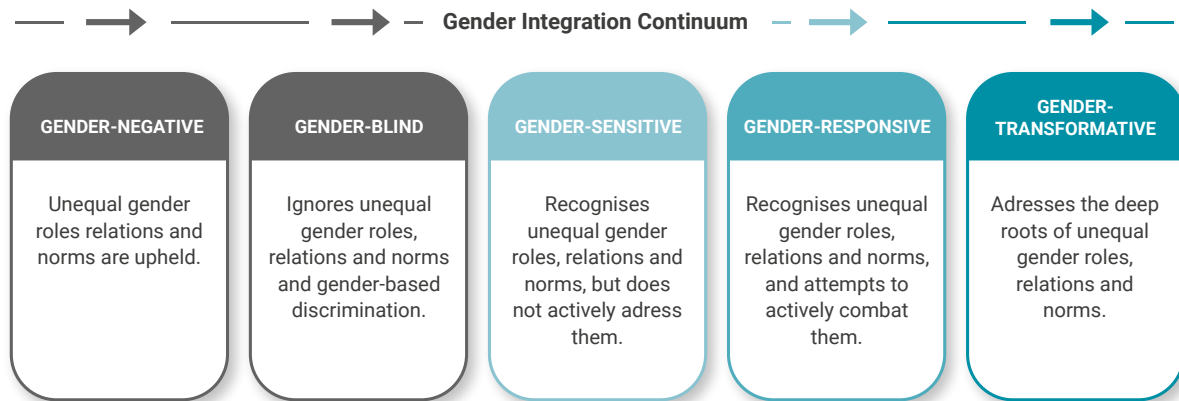 Gender Integration Continuum
GENDER-NEGATIVE
Unequal gender
roles relations and
norms are upheld.
GENDER-BLIND
Ignores unequal
gender roles,
relations and norms
and gender-based
discrimination.
GENDER-SENSITIVE
Recognises
unequal gender
roles, relations and
norms, but does
not actively adress
them.
GENDER-RESPONSIVE
Recognises unequal
gender roles,
relations and norms,
and attempts to
actively combat
them.
GENDER-
TRANSFORMATIVE
Adresses the deep
roots of unequal
gender roles,
relations and
norms.